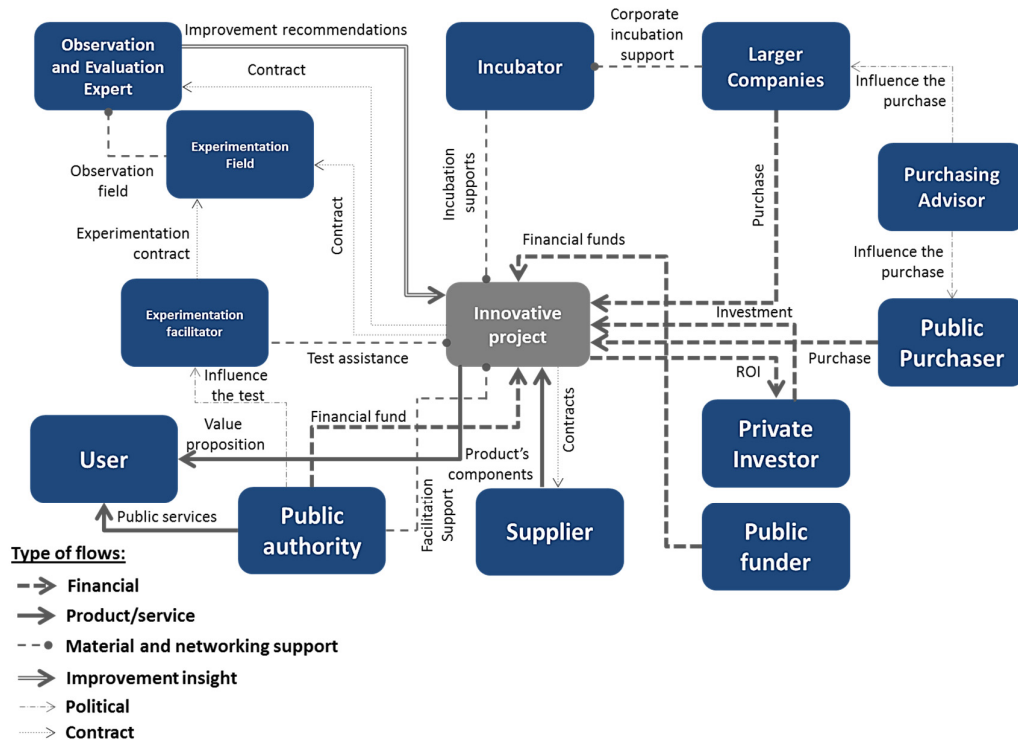 Observation
and Evaluation
Expert
Improvement recommendations
Contract
Experimentation
Field
Observation
field
Contract
Experimentation
contract
Experimentation
facilitator
Test assistance
Influence
the test
Incubator
Corporate
incubation
support
Larger
Companies
Influence the
purchase
Purchasing
Advisor
Influence the
purchase
Incubation
supports
Purchase
Financial funds
Innovative
project
Investment
Public
Purchaser
Purchase
ROI
Private
Investor
Public
funder
Financial fund
Value
proposition
User
Public services
Public
authority
Facilitation
Support
Product's
components
Contracts
Supplier
Type of flows:
Financial
Product/service
Material and networking support
Improvement insight
Political
Contract